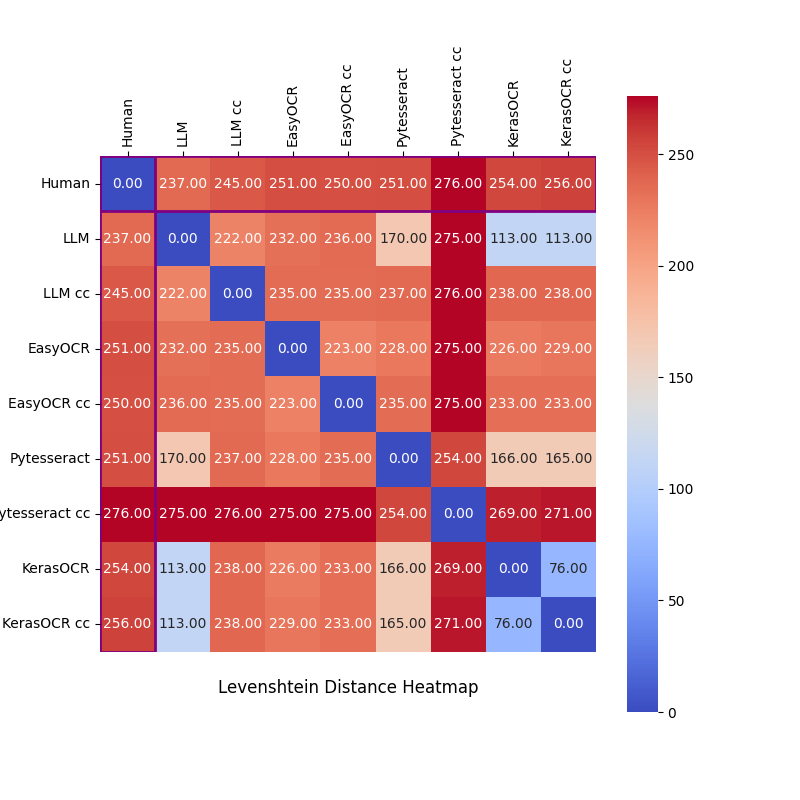 Human LLM LLM cc EasyOCR EasyOCR cc Pytesseract Pytesseract cc KerasOCR KerasOCR cc
Human 0.00 237.00 245.00 251.00 250.00 251.00 276.00 254.00 256.00
LLM 237.00 0.00 222.00 232.00 236.00 170.00 275.00 113.00 113.00
LLM cc 245.00 222.00 0.00 235.00 235.00 237.00 276.00 238.00 238.00
EasyOCR 251.00 232.00 235.00 0.00 223.00 228.00 275.00 226.00 229.00
EasyOCR cc 250.00 236.00 235.00 223.00 0.00 235.00 275.00 233.00 233.00
Pytesseract 251.00 170.00 237.00 228.00 235.00 0.00 254.00 166.00 165.00
ytesseract cc 276.00 275.00 276.00 275.00 275.00 254.00 0.00 269.00 271.00
KerasOCR 254.00 113.00 238.00 226.00 233.00 166.00 269.00 0.00 76.00
KerasOCR cc 256.00 113.00 238.00 229.00 233.00 165.00 271.00 76.00 0.00
Levenshtein Distance Heatmap
250
200
150
100
50
0